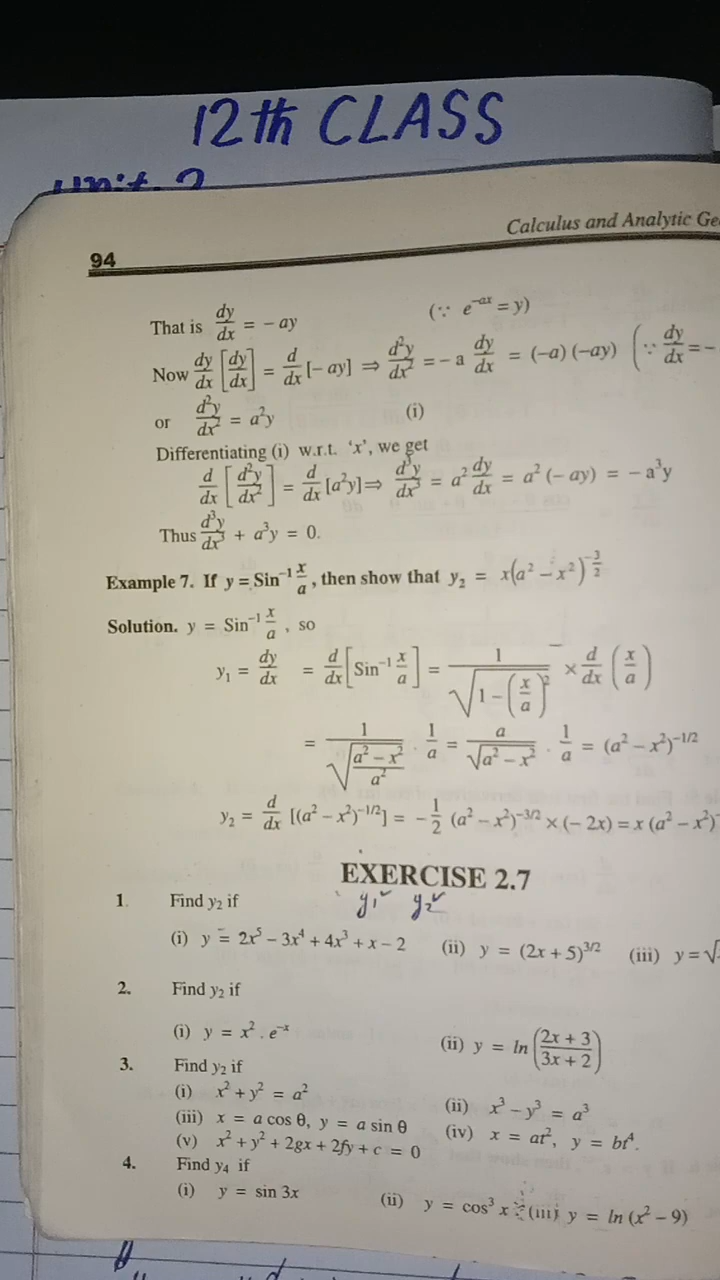 12th CLASS
Unit. 2
Calculus and Analytic Ge
94
That is dy/dx = – ay (∵ e^–ax = y)
Now dy/dx [dy/dx] = d/dx [– ay] ⇒ d²y/dx² = – a dy/dx = (–a) (–ay) (∵ dy/dx = –
or d²y/dx² = a²y (i)
Differentiating (i) w.r.t. ‘x’, we get
d/dx [d²y/dx²] = d/dx [a²y] ⇒ d³y/dx³ = a² dy/dx = a² (– ay) = – a³y
Thus d³y/dx³ + a³y = 0.
Example 7. If y = Sin⁻¹ x/a , then show that y₂ = x(a² – x²)^–3/2
Solution. y = Sin⁻¹ x/a , so
y₁ = dy/dx = d/dx [Sin⁻¹ x/a] = 1/√(1 – (x/a)²) × d/dx (x/a)
= 1/√((a² – x²)/a²) · 1/a = a/√(a² – x²) · 1/a = (a² – x²)^–1/2
y₂ = d/dx [(a² – x²)^–1/2] = – 1/2 (a² – x²)^–3/2 × (– 2x) = x (a² – x²)
EXERCISE 2.7
y₁ y₂
1. Find y₂ if
(i) y = 2x⁵ – 3x⁴ + 4x³ + x – 2 (ii) y = (2x + 5)^3/2 (iii) y = √
2. Find y₂ if
(i) y = x² . e^–x (ii) y = ln ((2x + 3)/(3x + 2))
3. Find y₂ if
(i) x² + y² = a² (ii) x³ – y³ = a³
(iii) x = a cos θ, y = a sin θ (iv) x = at², y = bt⁴.
(v) x² + y² + 2gx + 2fy + c = 0
4. Find y₄ if
(i) y = sin 3x (ii) y = cos³ x (iii) y = ln (x² – 9)